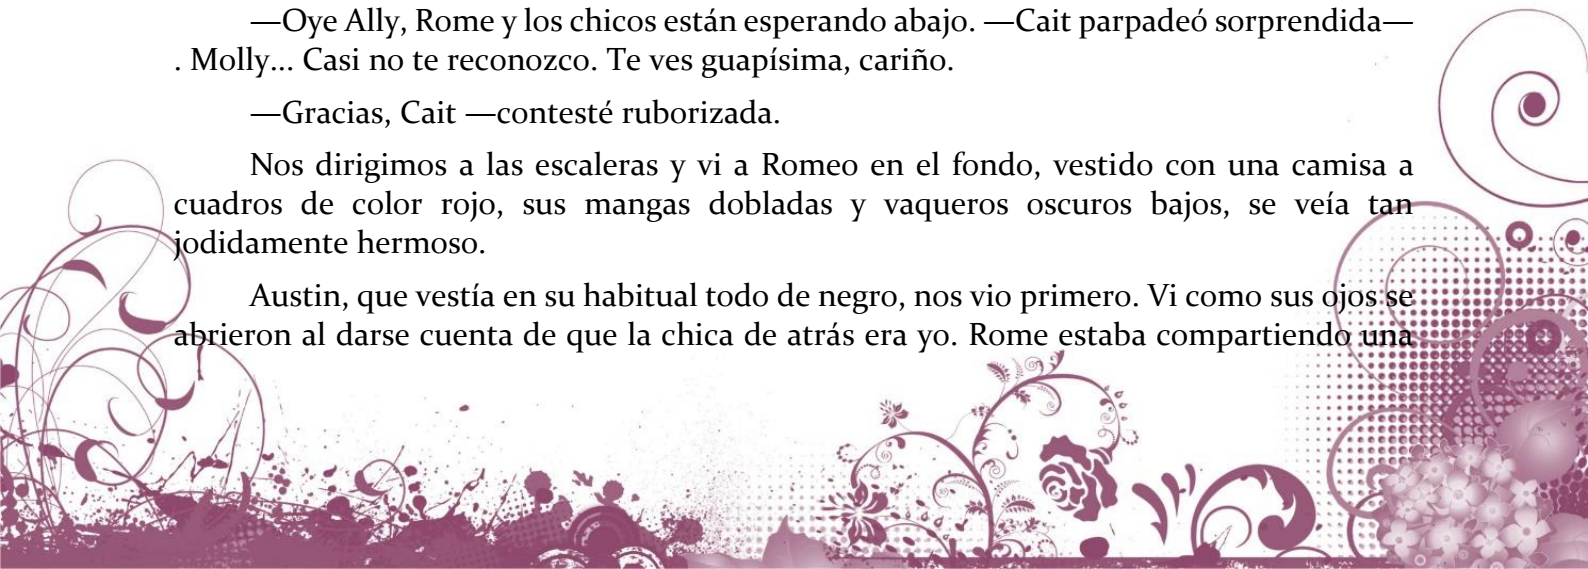 —Oye Ally, Rome y los chicos están esperando abajo. —Cait parpadeó sorprendida—
. Molly... Casi no te reconozco. Te ves guapísima, cariño.
—Gracias, Cait —contesté ruborizada.
Nos dirigimos a las escaleras y vi a Romeo en el fondo, vestido con una camisa a
cuadros de color rojo, sus mangas dobladas y vaqueros oscuros bajos, se veía tan
jodidamente hermoso.
Austin, que vestía en su habitual todo de negro, nos vio primero. Vi como sus ojos se
abrieron al darse cuenta de que la chica de atrás era yo. Rome estaba compartiendo una